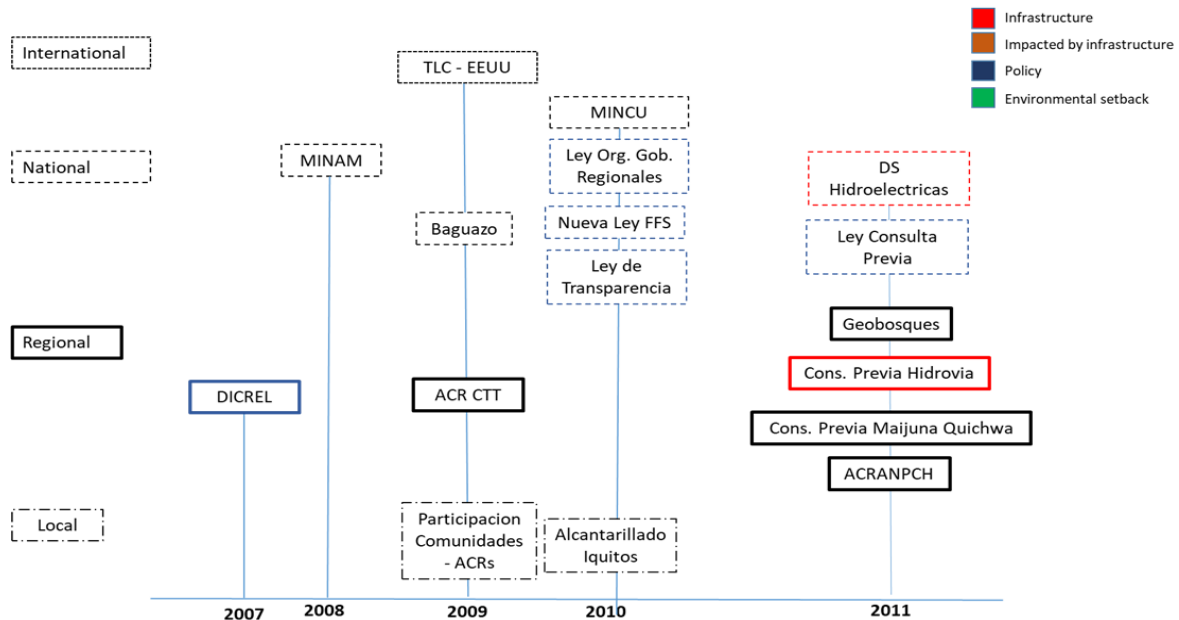 Infrastructure
Impacted by infrastructure
Policy
Environmental setback
International
TLC - EEUU
MINCU
National
MINAM
Ley Org. Gob.
Regionales
DS
Hidroelectricas
Baguazo
Nueva Ley FFS
Ley Consulta
Previa
Ley de
Transparencia
Regional
Geobosques
Cons. Previa Hidrovia
DICREL
ACR CTT
Cons. Previa Maijuna Quichwa
ACRANPCH
Local
Participacion
Comunidades
- ACRs
Alcantarillado
Iquitos
2007
2008
2009
2010
2011